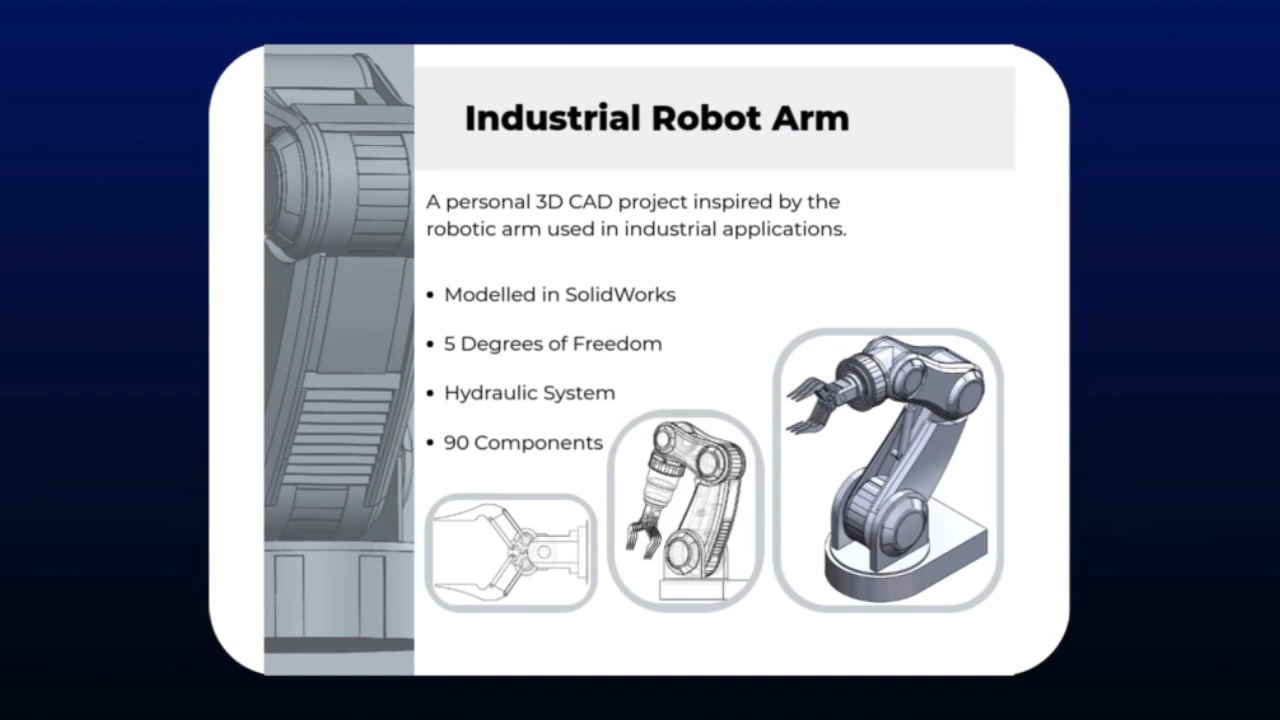 Industrial Robot Arm
A personal 3D CAD project inspired by the
robotic arm used in industrial applications.
• Modelled in SolidWorks
• 5 Degrees of Freedom
• Hydraulic System
• 90 Components